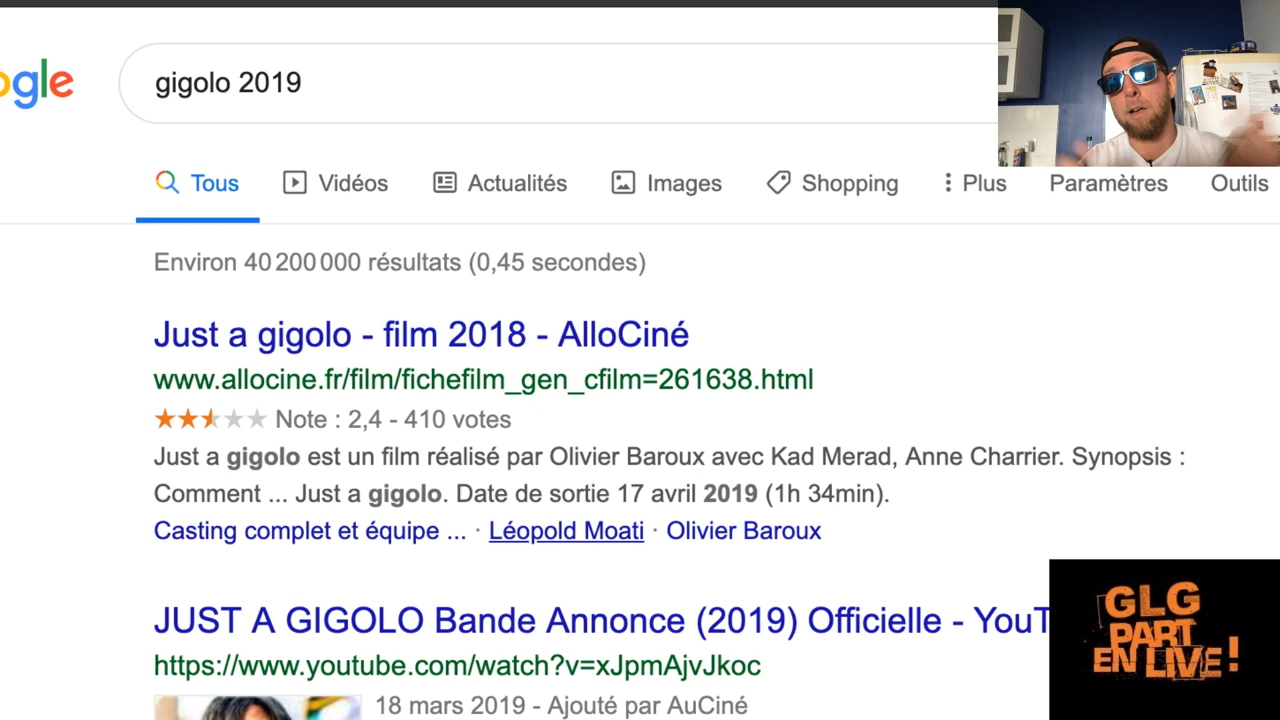 ogle
gigolo 2019
Tous
Vidéos
Actualités
Images
Shopping
Plus
Paramètres
Outils
Environ 40 200 000 résultats (0,45 secondes)
Just a gigolo - film 2018 - AlloCiné
www.allocine.fr/film/fichefilm_gen_cfilm=261638.html
Note : 2,4 - 410 votes
Just a gigolo est un film réalisé par Olivier Baroux avec Kad Merad, Anne Charrier. Synopsis :
Comment ... Just a gigolo. Date de sortie 17 avril 2019 (1h 34min).
Casting complet et équipe ... · Léopold Moati · Olivier Baroux
JUST A GIGOLO Bande Annonce (2019) Officielle - YouT
https://www.youtube.com/watch?v=xJpmAjvJkoc
18 mars 2019 - Ajouté par AuCiné
GLG
PART
EN LIVE !